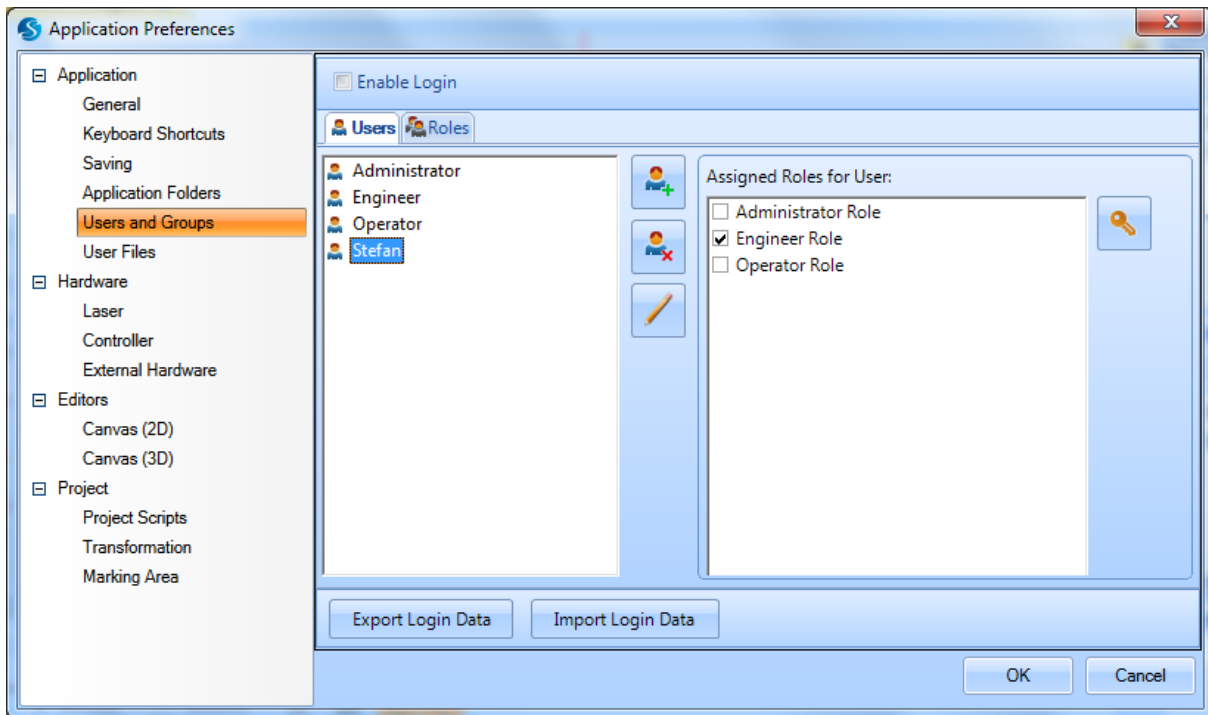 Application Preferences
Application
General
Keyboard Shortcuts
Saving
Application Folders
Users and Groups
User Files
Hardware
Laser
Controller
External Hardware
Editors
Canvas (2D)
Canvas (3D)
Project
Project Scripts
Transformation
Marking Area
Enable Login
Users Roles
Administrator
Engineer
Operator
Stefan
Assigned Roles for User:
Administrator Role
Engineer Role
Operator Role
Export Login Data Import Login Data
OK Cancel